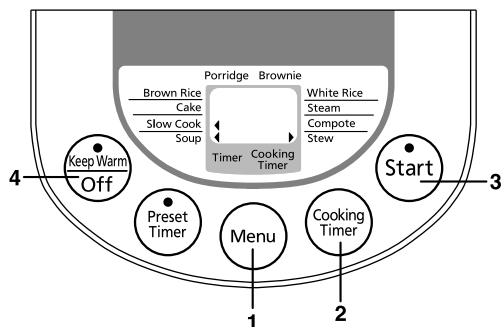 Porridge Brownie
Brown Rice
Cake
Slow Cook
Soup
White Rice
Steam
Compote
Stew
Timer
Cooking
Timer
Keep Warm
Off
Preset
Timer
Menu
Cooking
Timer
Start
4
3
2
1